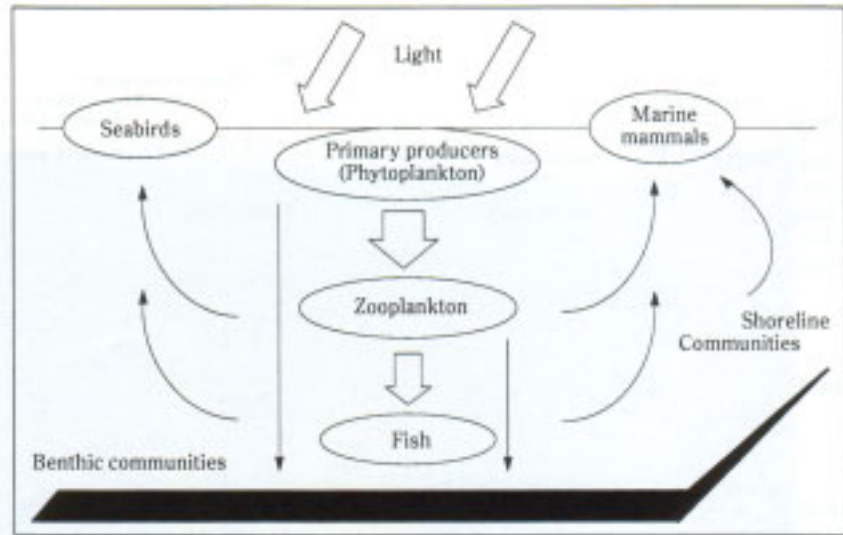 Light
Seabirds
Marine
mammals
Primary producers
(Phytoplankton)
Zooplankton
Shoreline
Communities
Fish
Benthic communities